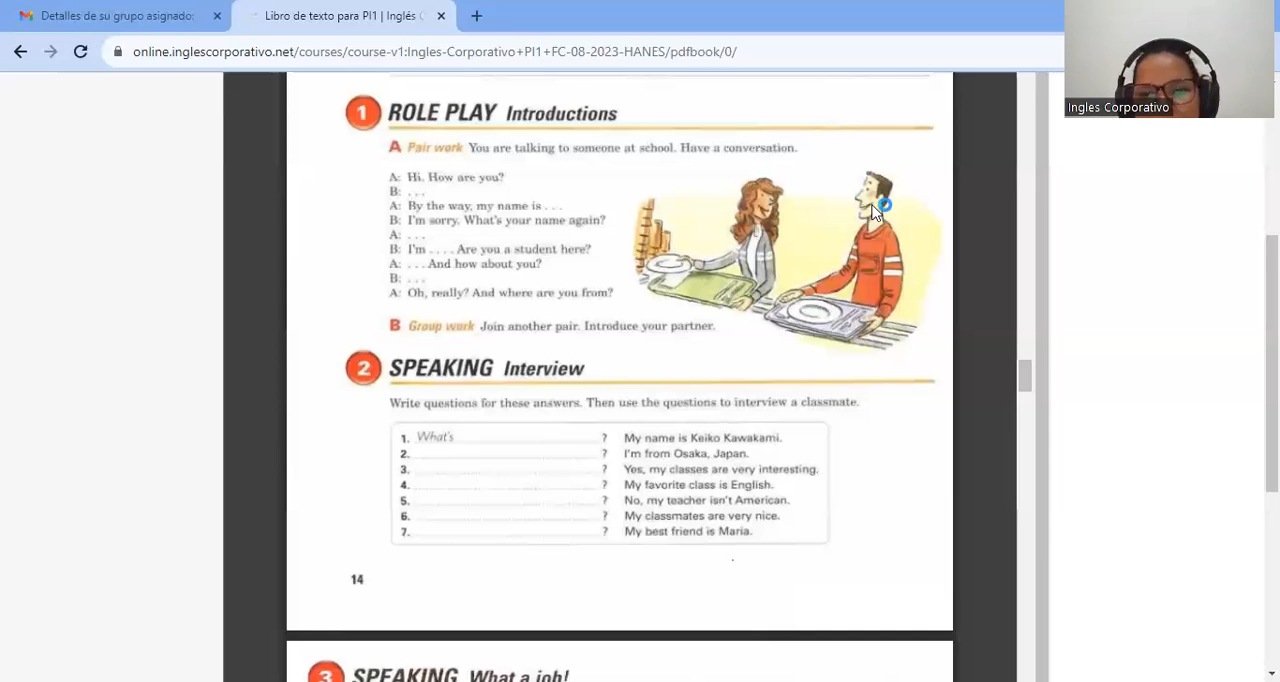 Detalles de su grupo asignado:
Libro de texto para PI1 | Inglés C
online.inglescorporativo.net/courses/course-v1:Ingles-Corporativo+PI1+FC-08-2023-HANES/pdfbook/0/
Ingles Corporativo
1 ROLE PLAY Introductions
A Pair work You are talking to someone at school. Have a conversation.
A: Hi. How are you?
B: . . .
A: By the way, my name is . . .
B: I'm sorry. What's your name again?
A: . . .
B: I'm . . . . Are you a student here?
A: . . . And how about you?
B: . . .
A: Oh, really? And where are you from?
B Group work Join another pair. Introduce your partner.
2 SPEAKING Interview
Write questions for these answers. Then use the questions to interview a classmate.
1. What's ? My name is Keiko Kawakami.
2. ? I'm from Osaka, Japan.
3. ? Yes, my classes are very interesting.
4. ? My favorite class is English.
5. ? No, my teacher isn't American.
6. ? My classmates are very nice.
7. ? My best friend is Maria.
14
3 SPEAKING What a job!